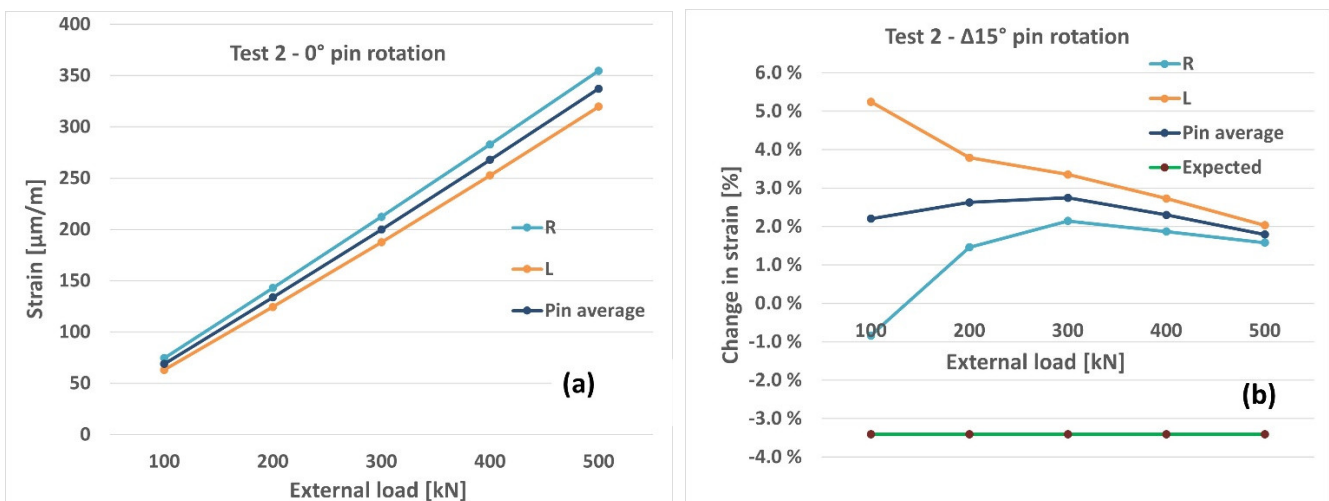 Test 2 - 0° pin rotation
Strain [µm/m]
400
350
300
250
200
150
100
50
0
R
L
Pin average
(a)
100 200 300 400 500
External load [kN]
Test 2 - Δ15° pin rotation
R
L
Pin average
Expected
Change in strain [%]
6.0 %
5.0 %
4.0 %
3.0 %
2.0 %
1.0 %
0.0 %
-1.0 %
-2.0 %
-3.0 %
-4.0 %
100 200 300 400 500
External load [kN]
(b)